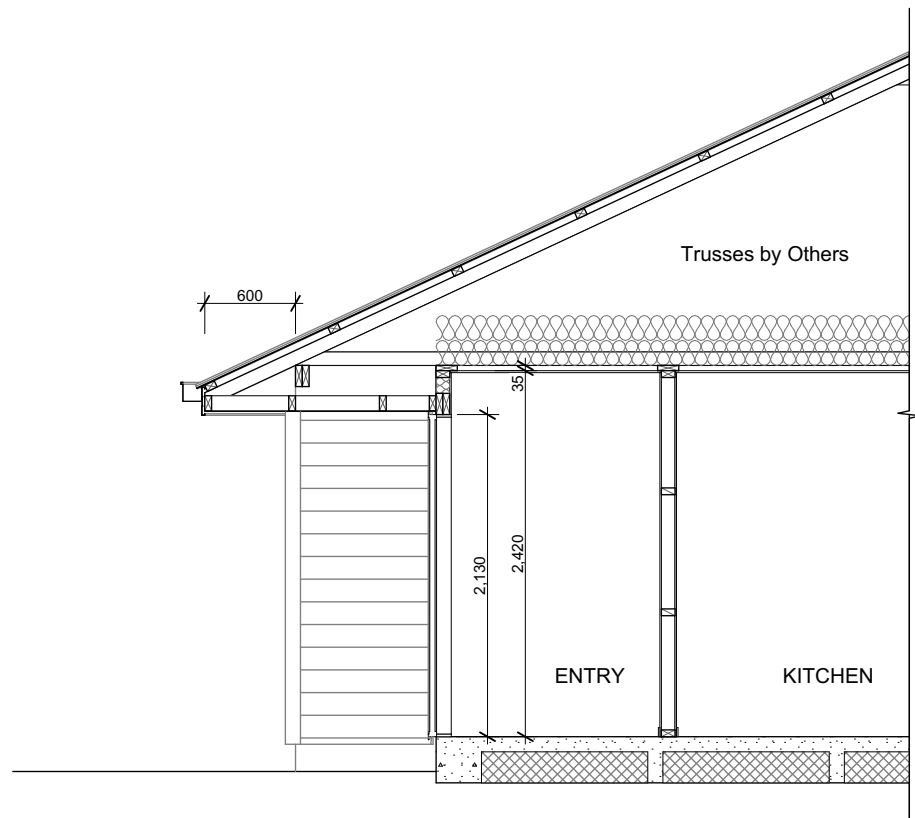 Trusses by Others
600
35
2,130
2,420
ENTRY
KITCHEN